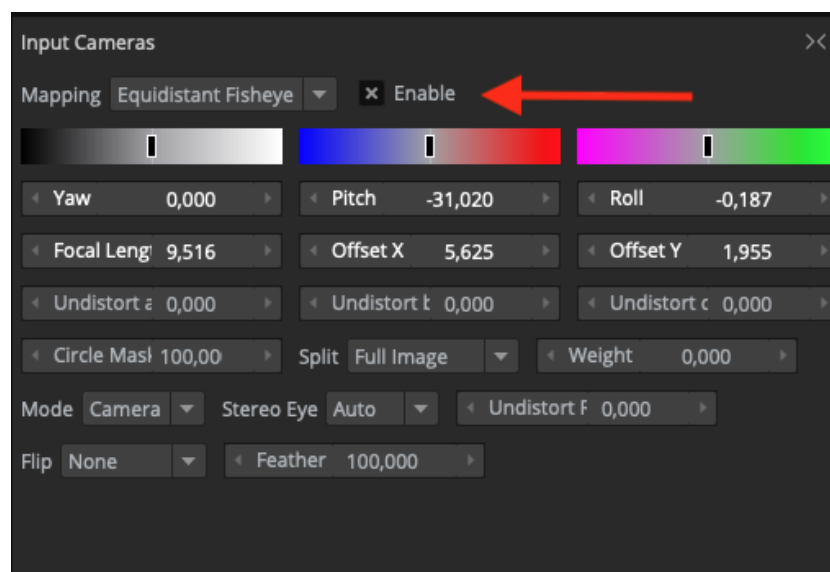 Input Cameras
Mapping Equidistant Fisheye Enable
Yaw 0,000 Pitch -31,020 Roll -0,187
Focal Leng 9,516 Offset X 5,625 Offset Y 1,955
Undistort a 0,000 Undistort b 0,000 Undistort c 0,000
Circle Mask 100,00 Split Full Image Weight 0,000
Mode Camera Stereo Eye Auto Undistort F 0,000
Flip None Feather 100,000